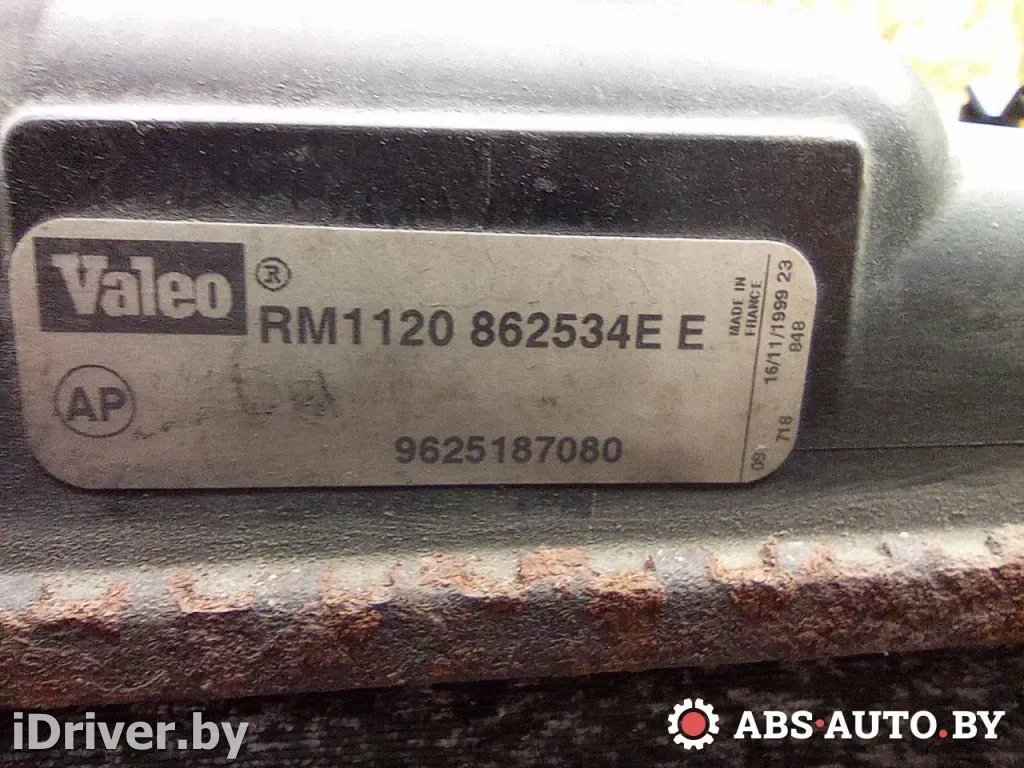 Valeo ®
RM1120 862534E E
AP
9625187080
MADE IN
FRANCE
16/11/1999 23
848
718
iDriver.by
ABS·AUTO.BY